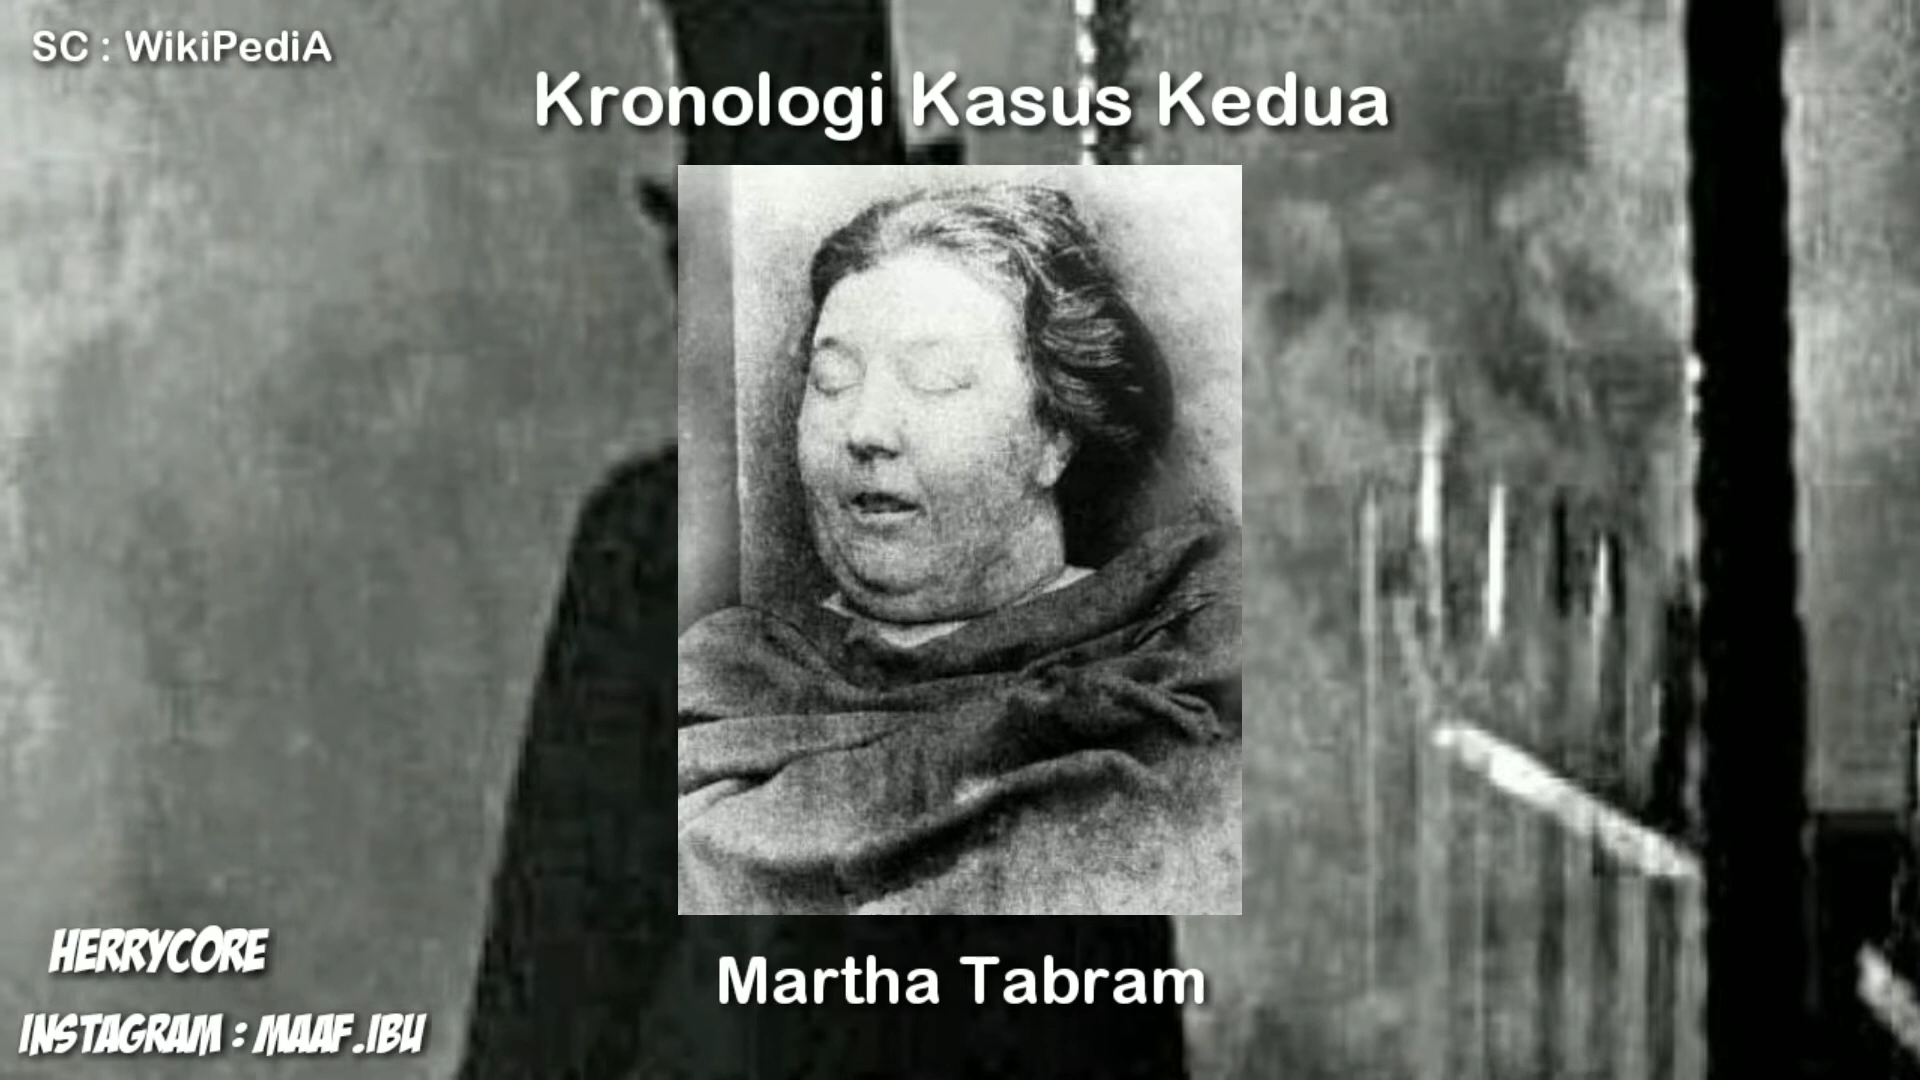 SC : WikiPediA
Kronologi Kasus Kedua
Martha Tabram
HERRYCORE
INSTAGRAM : MAAF.IBU